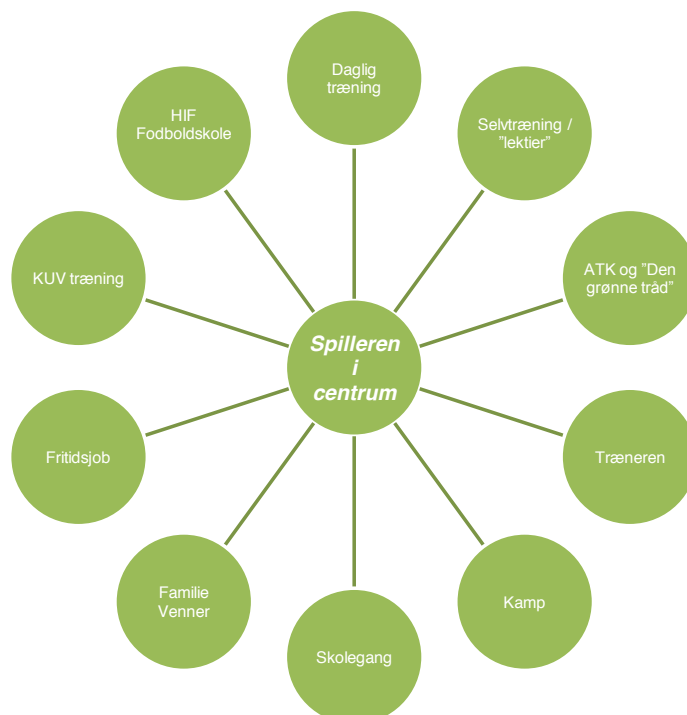 Daglig
træning
HIF
Fodboldskole
Selvtræning /
”lektier”
KUV træning
ATK og ”Den
grønne tråd”
Spilleren
i
centrum
Fritidsjob
Træneren
Familie
Venner
Kamp
Skolegang